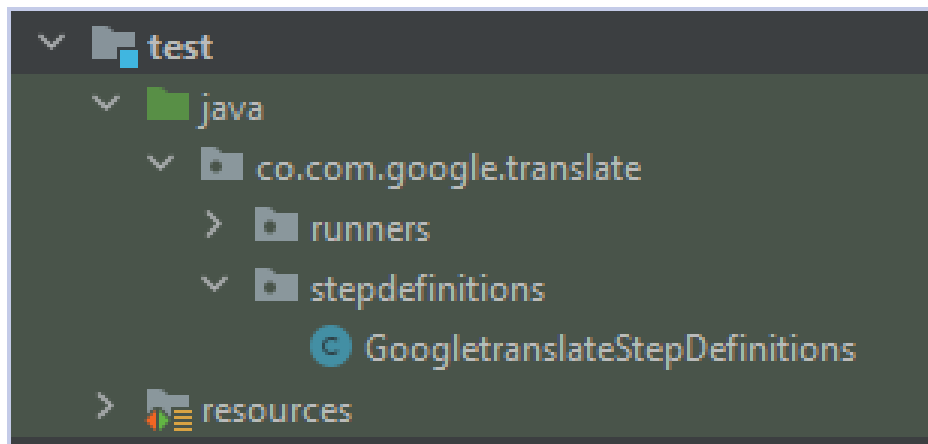 test
java
co.com.google.translate
runners
stepdefinitions
C GoogletranslateStepDefinitions
resources